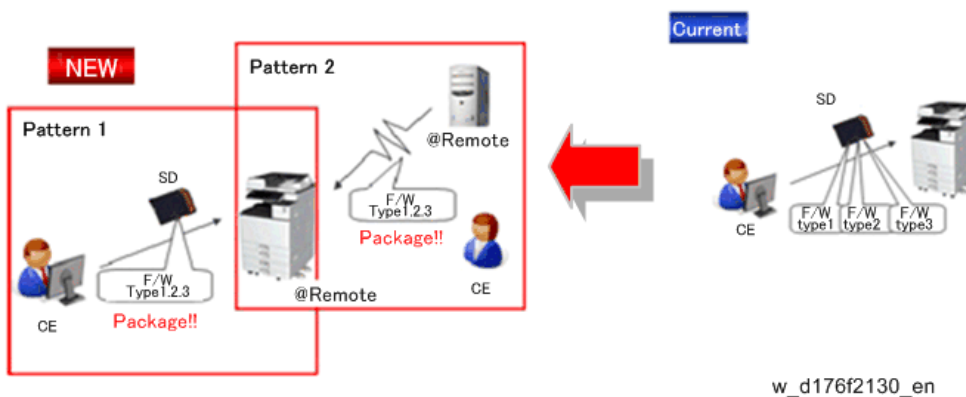 NEW
Pattern 1
SD
F/W
Type1.2.3
Package!!
CE
Pattern 2
@Remote
F/W
Type1.2.3
Package!!
CE
@Remote
Current
SD
CE
F/W
type1
F/W
type2
F/W
type3
w_d176f2130_en